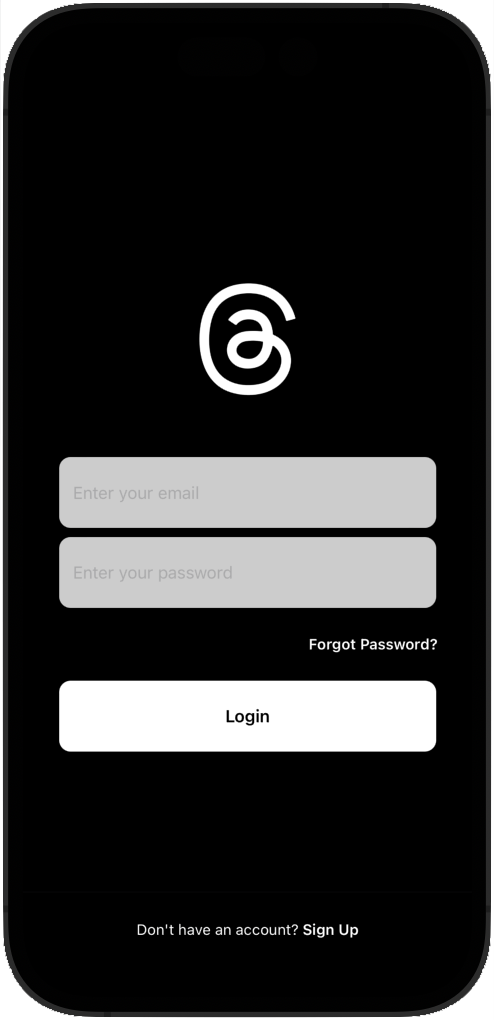 Enter your email
Enter your password
Forgot Password?
Login
Don't have an account? Sign Up